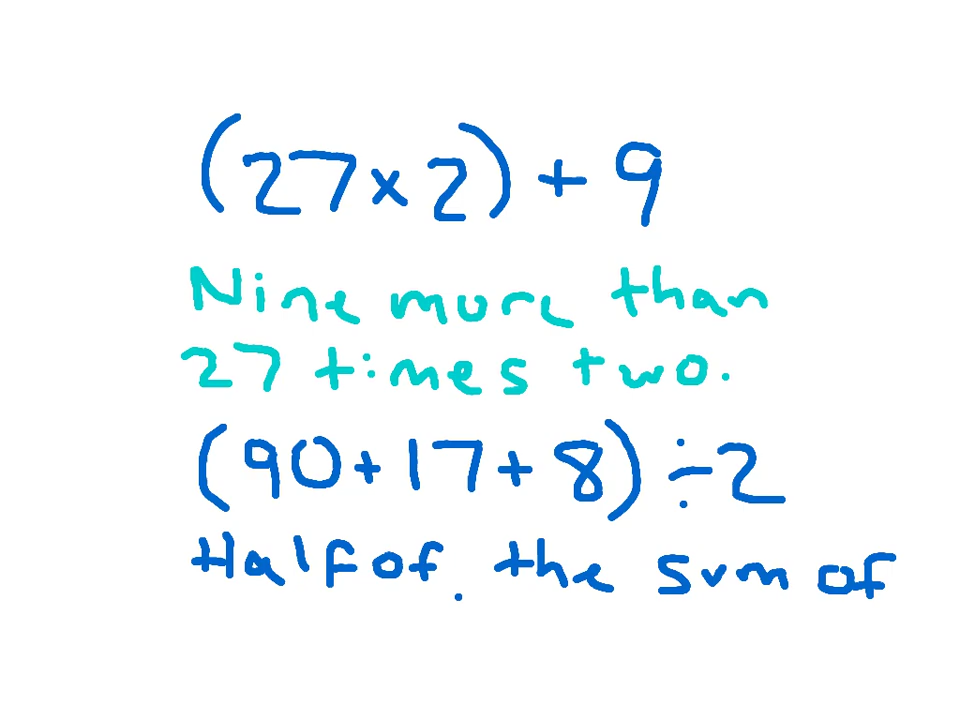 (27×2) + 9
Nine more than
27 times two.
(90+17+8) ÷2
Half of the sum of